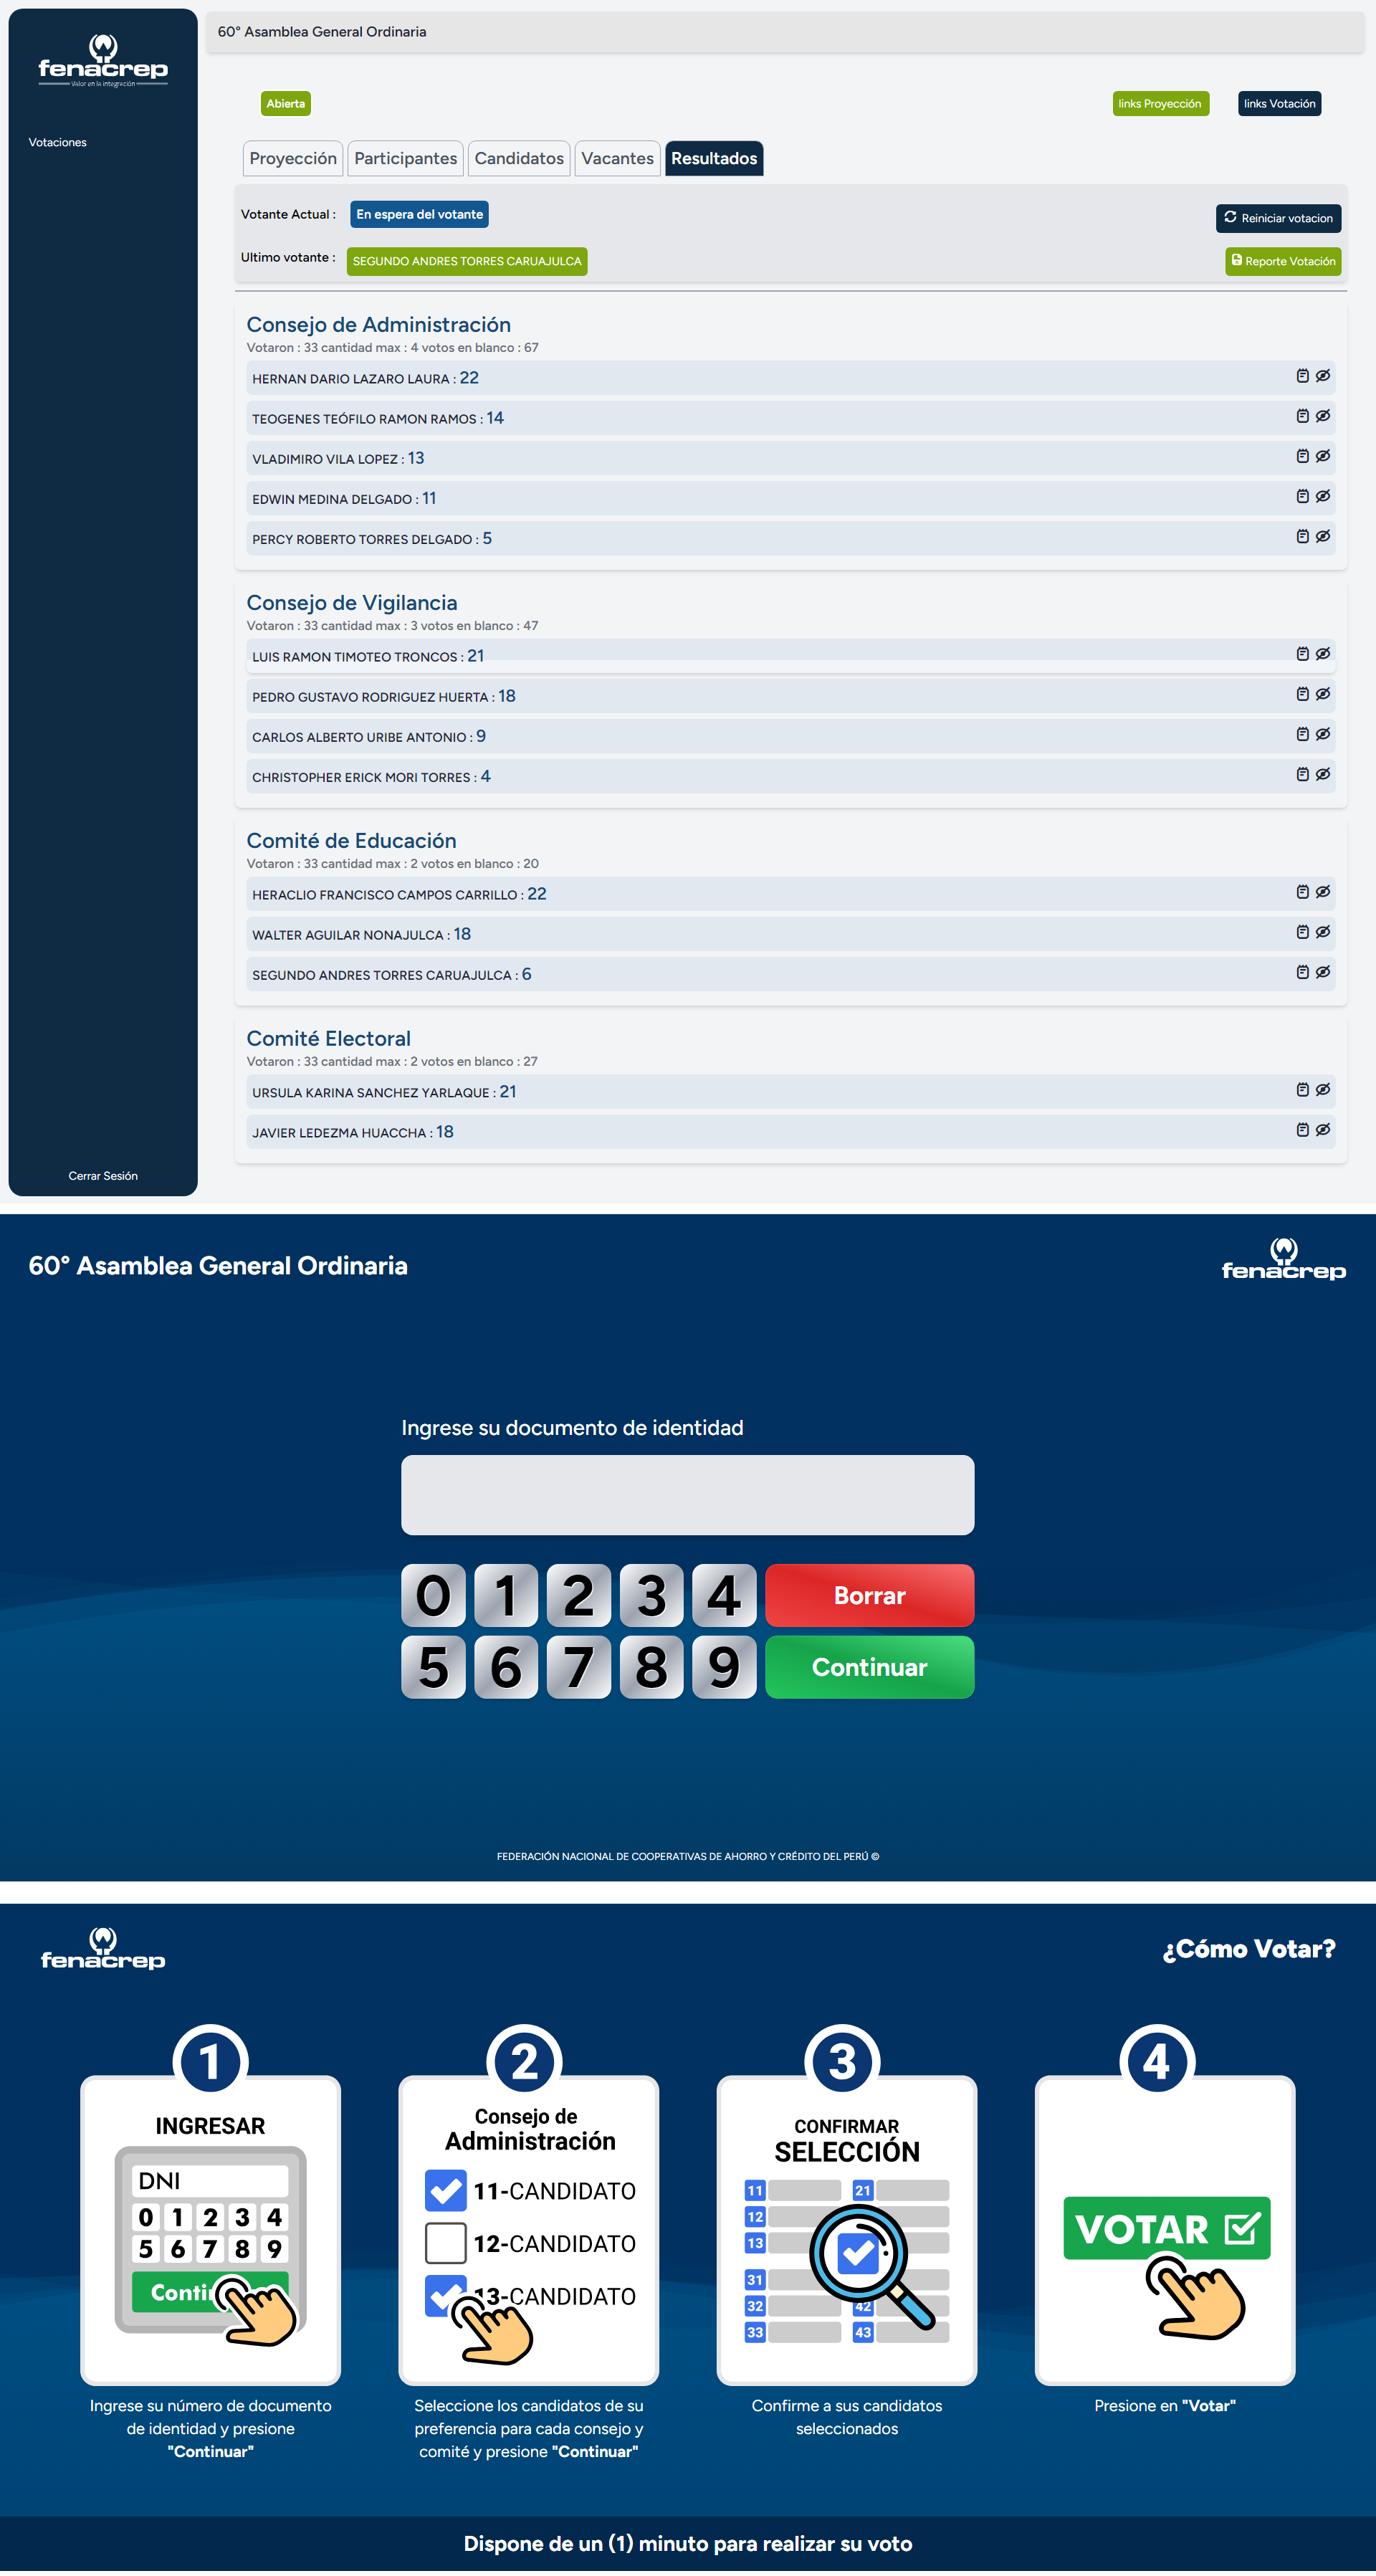 fenacrep
Valor en la integración
Votaciones
Cerrar Sesión
60° Asamblea General Ordinaria
Abierta
links Proyección
links Votación
Proyección
Participantes
Candidatos
Vacantes
Resultados
Votante Actual :
En espera del votante
Reiniciar votacion
Ultimo votante :
SEGUNDO ANDRES TORRES CARUAJULCA
Reporte Votación
Consejo de Administración
Votaron : 33 cantidad max : 4 votos en blanco : 67
HERNAN DARIO LAZARO LAURA : 22
TEOGENES TEÓFILO RAMON RAMOS : 14
VLADIMIRO VILA LOPEZ : 13
EDWIN MEDINA DELGADO : 11
PERCY ROBERTO TORRES DELGADO : 5
Consejo de Vigilancia
Votaron : 33 cantidad max : 3 votos en blanco : 47
LUIS RAMON TIMOTEO TRONCOS : 21
PEDRO GUSTAVO RODRIGUEZ HUERTA : 18
CARLOS ALBERTO URIBE ANTONIO : 9
CHRISTOPHER ERICK MORI TORRES : 4
Comité de Educación
Votaron : 33 cantidad max : 2 votos en blanco : 20
HERACLIO FRANCISCO CAMPOS CARRILLO : 22
WALTER AGUILAR NONAJULCA : 18
SEGUNDO ANDRES TORRES CARUAJULCA : 6
Comité Electoral
Votaron : 33 cantidad max : 2 votos en blanco : 27
URSULA KARINA SANCHEZ YARLAQUE : 21
JAVIER LEDEZMA HUACCHA : 18
60° Asamblea General Ordinaria
fenacrep
Ingrese su documento de identidad
0 1 2 3 4 Borrar
5 6 7 8 9 Continuar
FEDERACIÓN NACIONAL DE COOPERATIVAS DE AHORRO Y CRÉDITO DEL PERÚ ©
fenacrep
¿Cómo Votar?
1
INGRESAR
DNI
0 1 2 3 4
5 6 7 8 9
Conti
Ingrese su número de documento
de identidad y presione
"Continuar"
2
Consejo de
Administración
11-CANDIDATO
12-CANDIDATO
13-CANDIDATO
Seleccione los candidatos de su
preferencia para cada consejo y
comité y presione "Continuar"
3
CONFIRMAR
SELECCIÓN
11 21
12
13
31
32 42
33 43
Confirme a sus candidatos
seleccionados
4
VOTAR
Presione en "Votar"
Dispone de un (1) minuto para realizar su voto